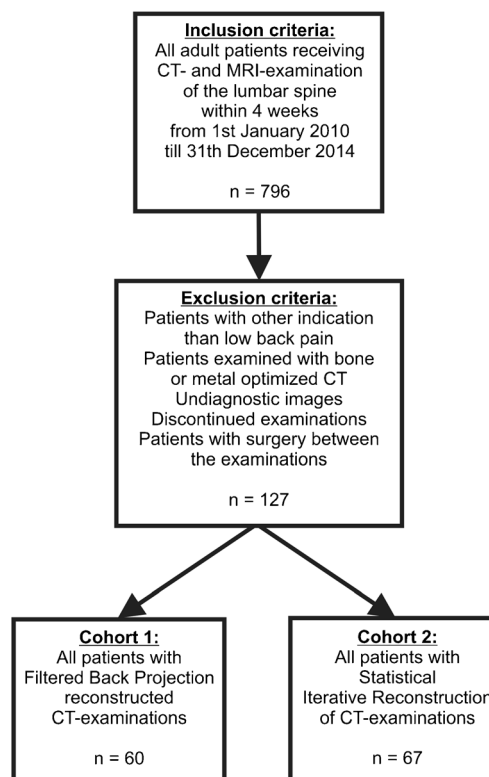 Inclusion criteria:
All adult patients receiving
CT- and MRI-examination
of the lumbar spine
within 4 weeks
from 1st January 2010
till 31th December 2014
n = 796
Exclusion criteria:
Patients with other indication
than low back pain
Patients examined with bone
or metal optimized CT
Undiagnostic images
Discontinued examinations
Patients with surgery between
the examinations
n = 127
Cohort 1:
All patients with
Filtered Back Projection
reconstructed
CT-examinations
n = 60
Cohort 2:
All patients with
Statistical
Iterative Reconstruction
of CT-examinations
n = 67